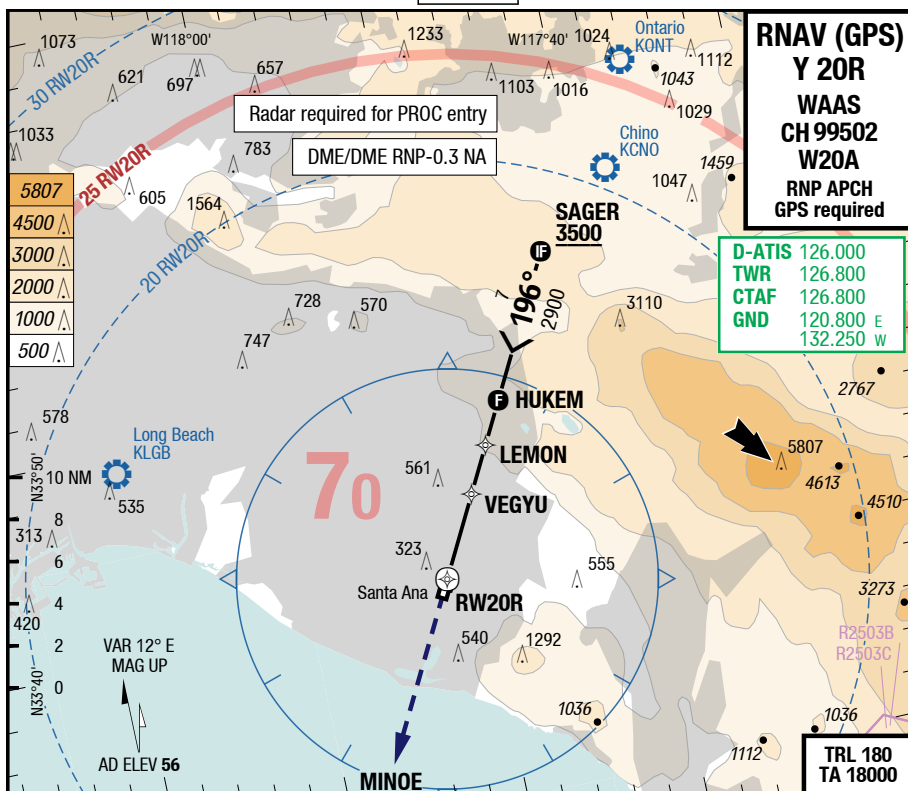 RNAV (GPS)
Y 20R
WAAS
CH 99502
W20A
RNP APCH
GPS required
D-ATIS 126.000
TWR 126.800
CTAF 126.800
GND 120.800 E
132.250 W
Radar required for PROC entry
DME/DME RNP-0.3 NA
W118°00'
W117°40'
1073
621
697
657
1233
1103
1016
1024
Ontario
KONT
1043
1112
1029
30 RW20R
25 RW20R
20 RW20R
1033
605
783
1564
Chino
KCNO
1459
1047
5807
4500
3000
2000
1000
500
SAGER
3500
IF
196°
7
2900
728
570
747
3110
2767
F HUKEM
LEMON
VEGYU
578
Long Beach
KLGB
535
561
70
5807
4613
4510
N33°50'
10 NM
8
6
4
2
0
N33°40'
313
420
323
Santa Ana
RW20R
555
3273
R2503B
R2503C
540
1292
1036
1036
1112
VAR 12° E
MAG UP
AD ELEV 56
MINOE
TRL 180
TA 18000